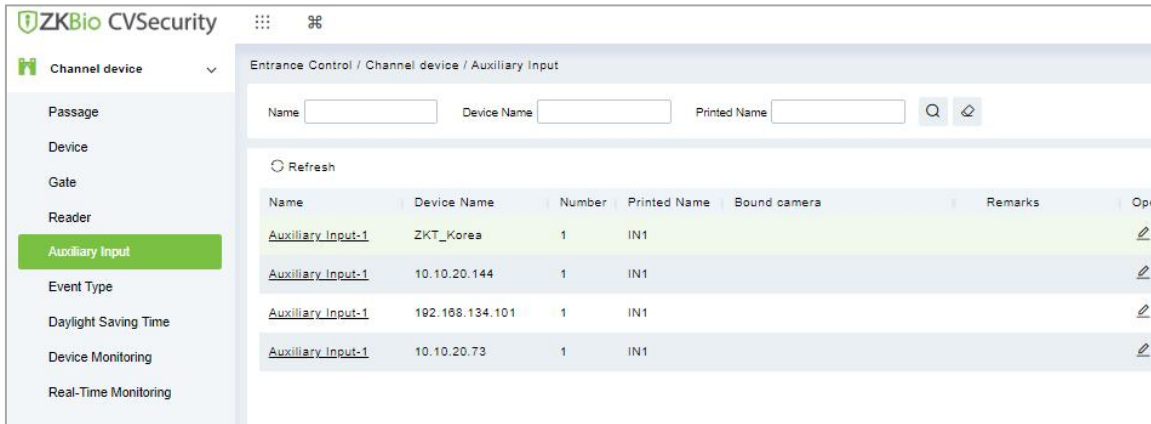 ZKBio CVSecurity
Channel device
Entrance Control / Channel device / Auxiliary Input
Passage
Device
Gate
Reader
Auxiliary Input
Event Type
Daylight Saving Time
Device Monitoring
Real-Time Monitoring
Name Device Name Printed Name
Refresh
Name Device Name Number Printed Name Bound camera Remarks Ope
Auxiliary Input-1 ZKT_Korea 1 IN1
Auxiliary Input-1 10.10.20.144 1 IN1
Auxiliary Input-1 192.168.134.101 1 IN1
Auxiliary Input-1 10.10.20.73 1 IN1